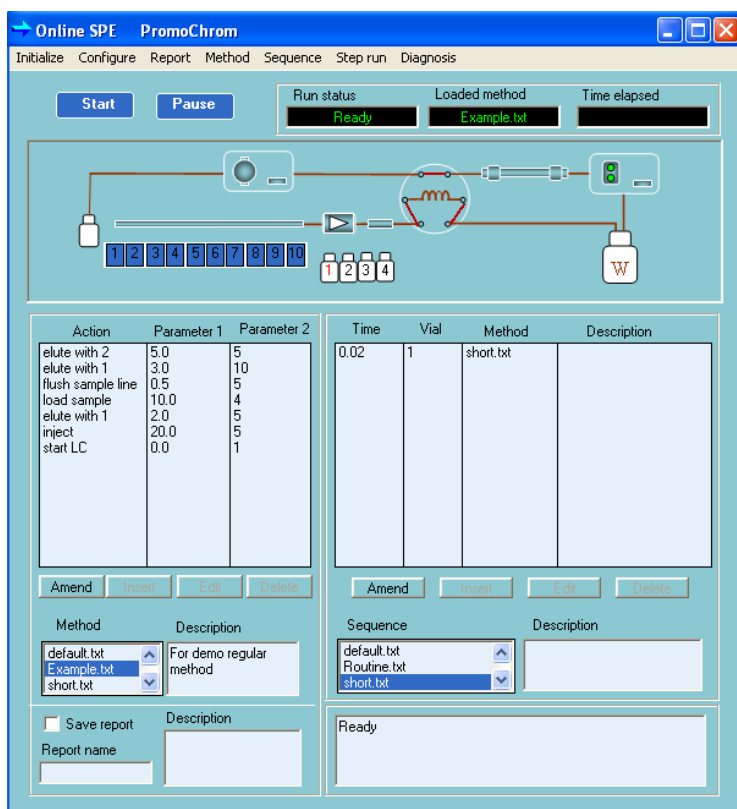 Online SPE PromoChrom
Initialize Configure Report Method Sequence Step run Diagnosis
Start Pause
Run status Loaded method Time elapsed
Ready Example.txt
1 2 3 4 5 6 7 8 9 10
1 2 3 4
W
Action Parameter 1 Parameter 2
elute with 2 5.0 5
elute with 1 3.0 10
flush sample line 0.5 5
load sample 10.0 4
elute with 1 2.0 5
inject 20.0 5
start LC 0.0 1
Time Vial Method Description
0.02 1 short.txt
Amend Insert Edit Delete
Amend Insert Edit Delete
Method Description
default.txt
Example.txt
short.txt
For demo regular
method
Sequence Description
default.txt
Routine.txt
short.txt
Save report Description
Report name
Ready